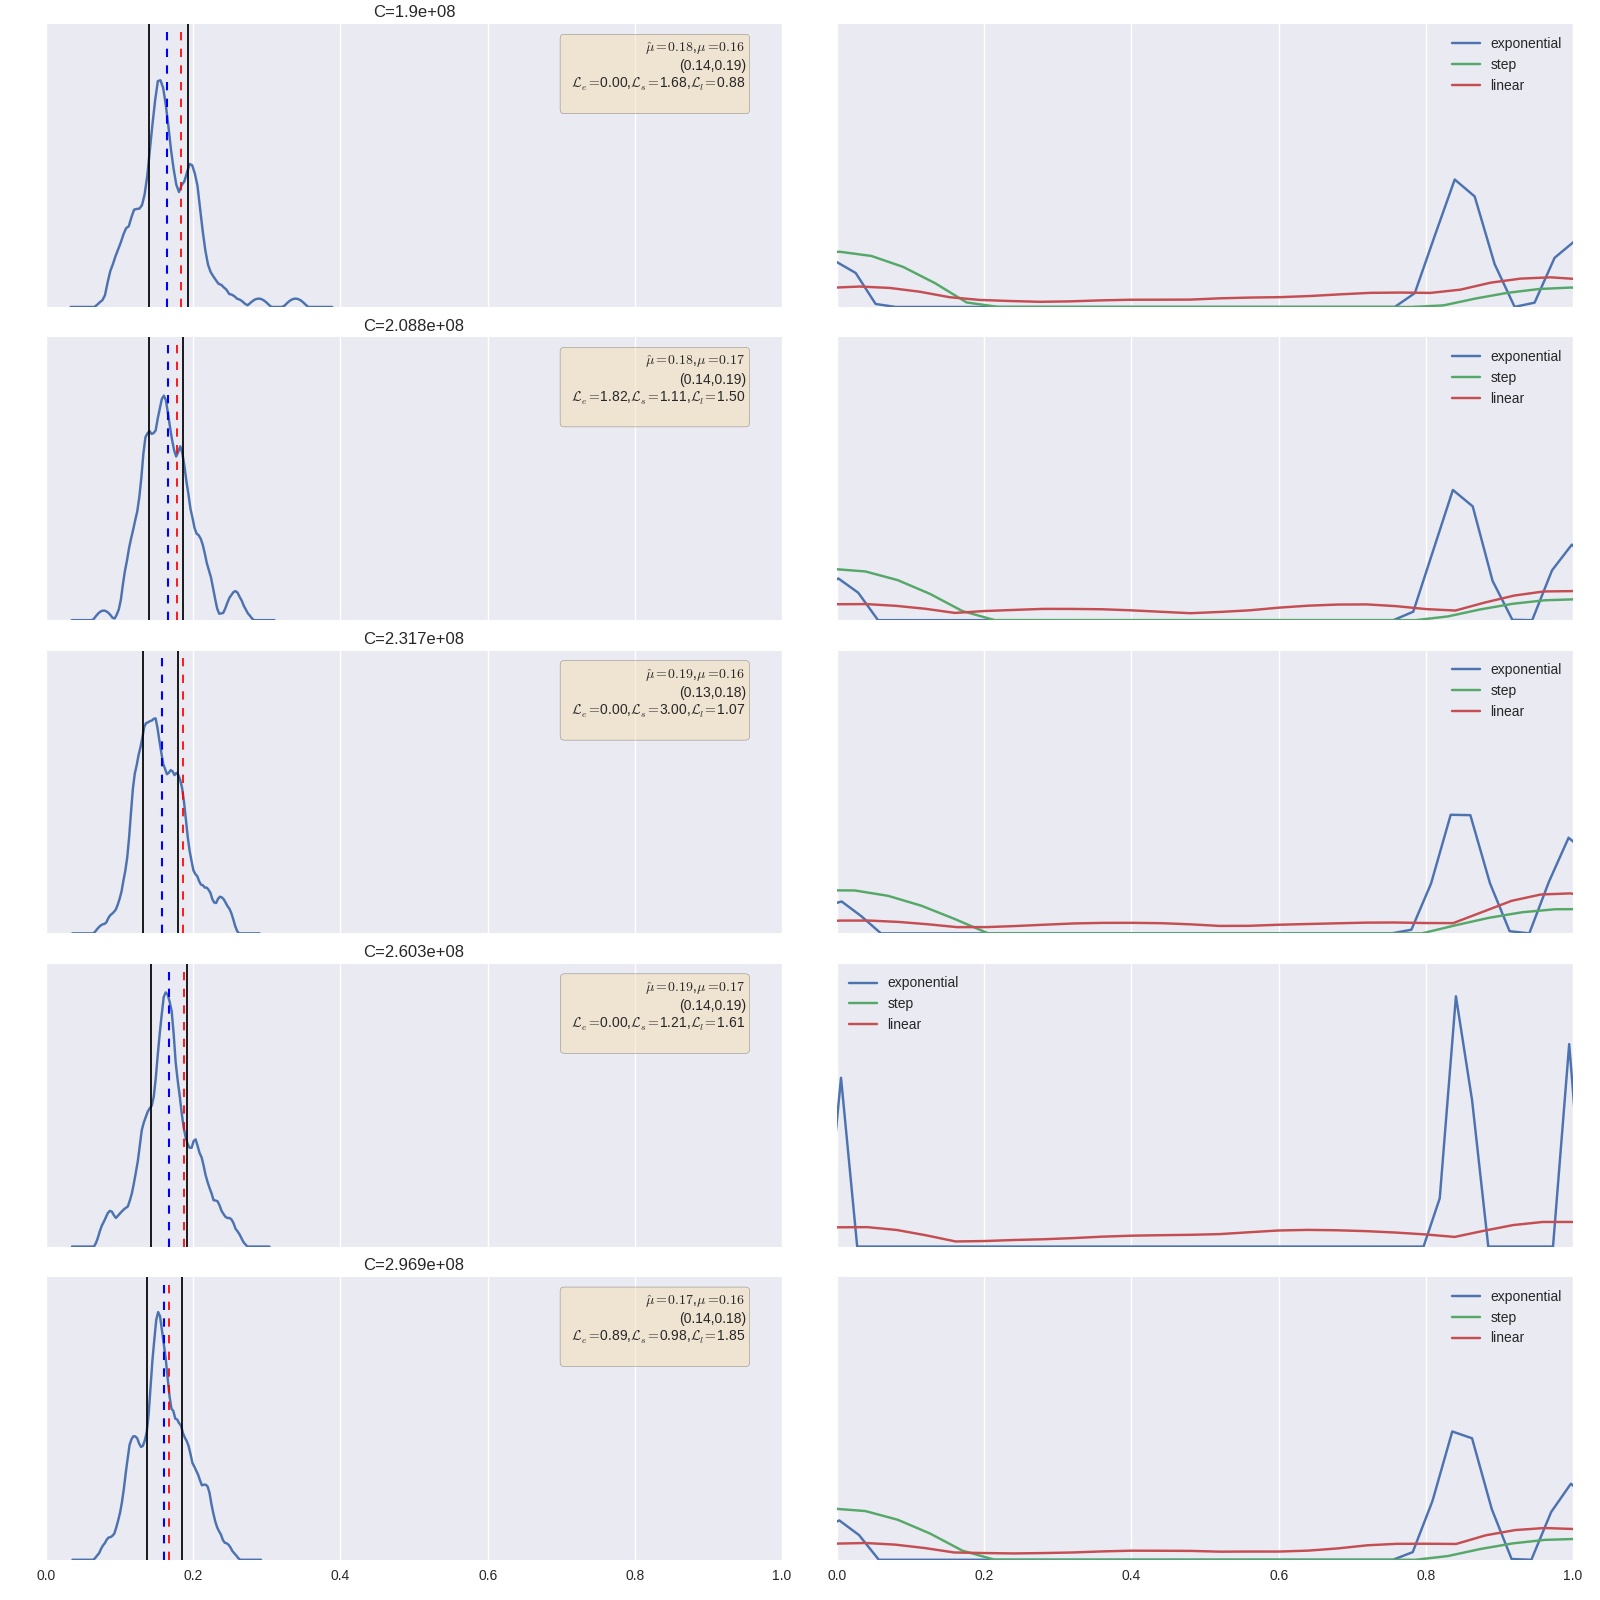 C=1.9e+08
μ̂=0.18,μ=0.16
(0.14,0.19)
ℒₑ=0.00,ℒₛ=1.68,ℒₗ=0.88
exponential
step
linear
C=2.088e+08
μ̂=0.18,μ=0.17
(0.14,0.19)
ℒₑ=1.82,ℒₛ=1.11,ℒₗ=1.50
exponential
step
linear
C=2.317e+08
μ̂=0.19,μ=0.16
(0.13,0.18)
ℒₑ=0.00,ℒₛ=3.00,ℒₗ=1.07
exponential
step
linear
C=2.603e+08
μ̂=0.19,μ=0.17
(0.14,0.19)
ℒₑ=0.00,ℒₛ=1.21,ℒₗ=1.61
exponential
step
linear
C=2.969e+08
μ̂=0.17,μ=0.16
(0.14,0.18)
ℒₑ=0.89,ℒₛ=0.98,ℒₗ=1.85
exponential
step
linear
0.0 0.2 0.4 0.6 0.8 1.0
0.0 0.2 0.4 0.6 0.8 1.0